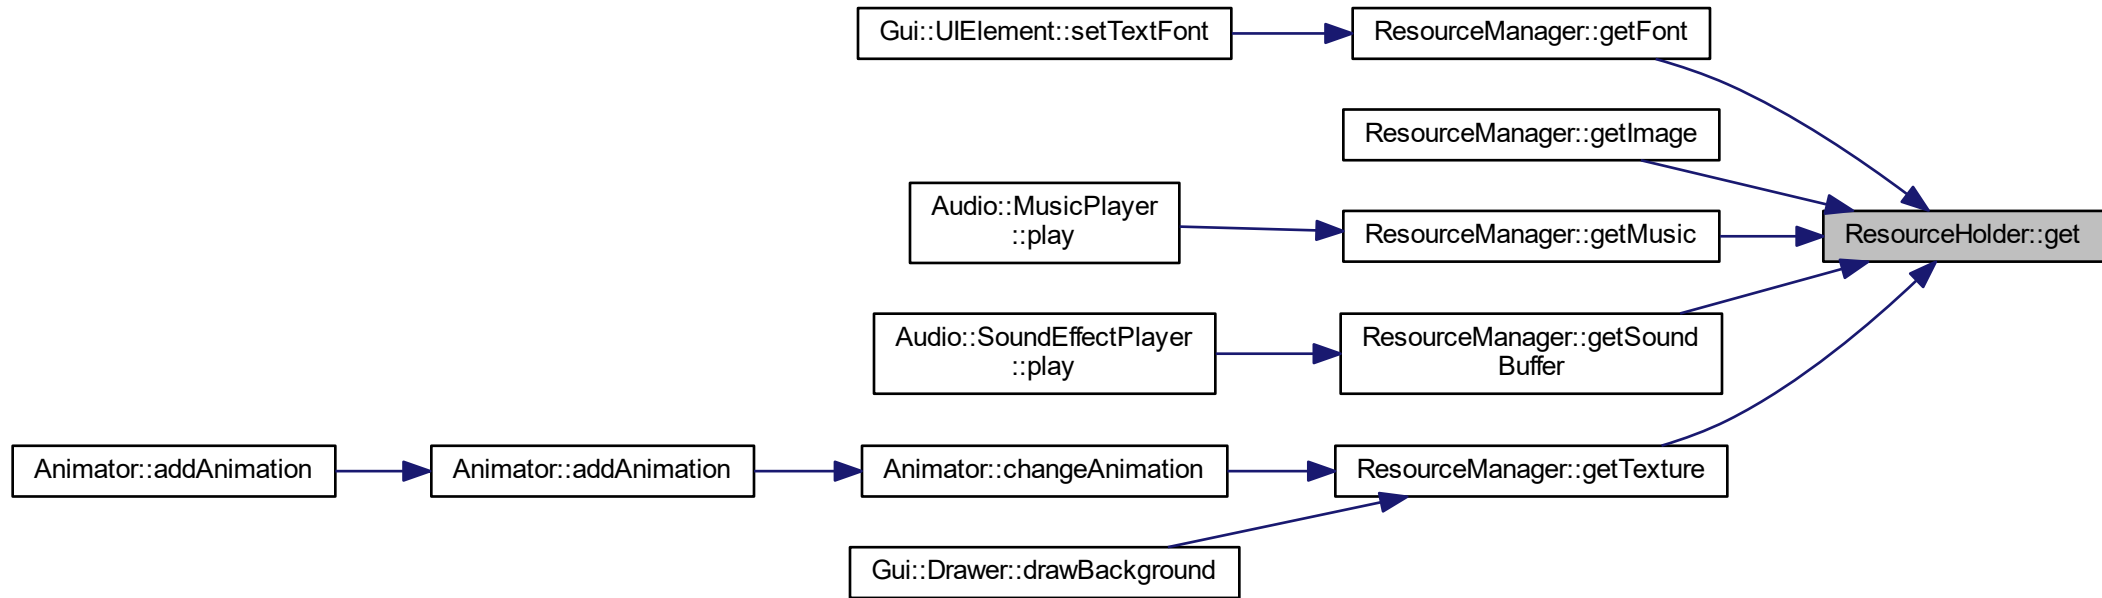 Gui::UIElement::setTextFont
ResourceManager::getFont
ResourceManager::getImage
Audio::MusicPlayer
::play
ResourceManager::getMusic
ResourceHolder::get
Audio::SoundEffectPlayer
::play
ResourceManager::getSound
Buffer
Animator::addAnimation
Animator::addAnimation
Animator::changeAnimation
ResourceManager::getTexture
Gui::Drawer::drawBackground